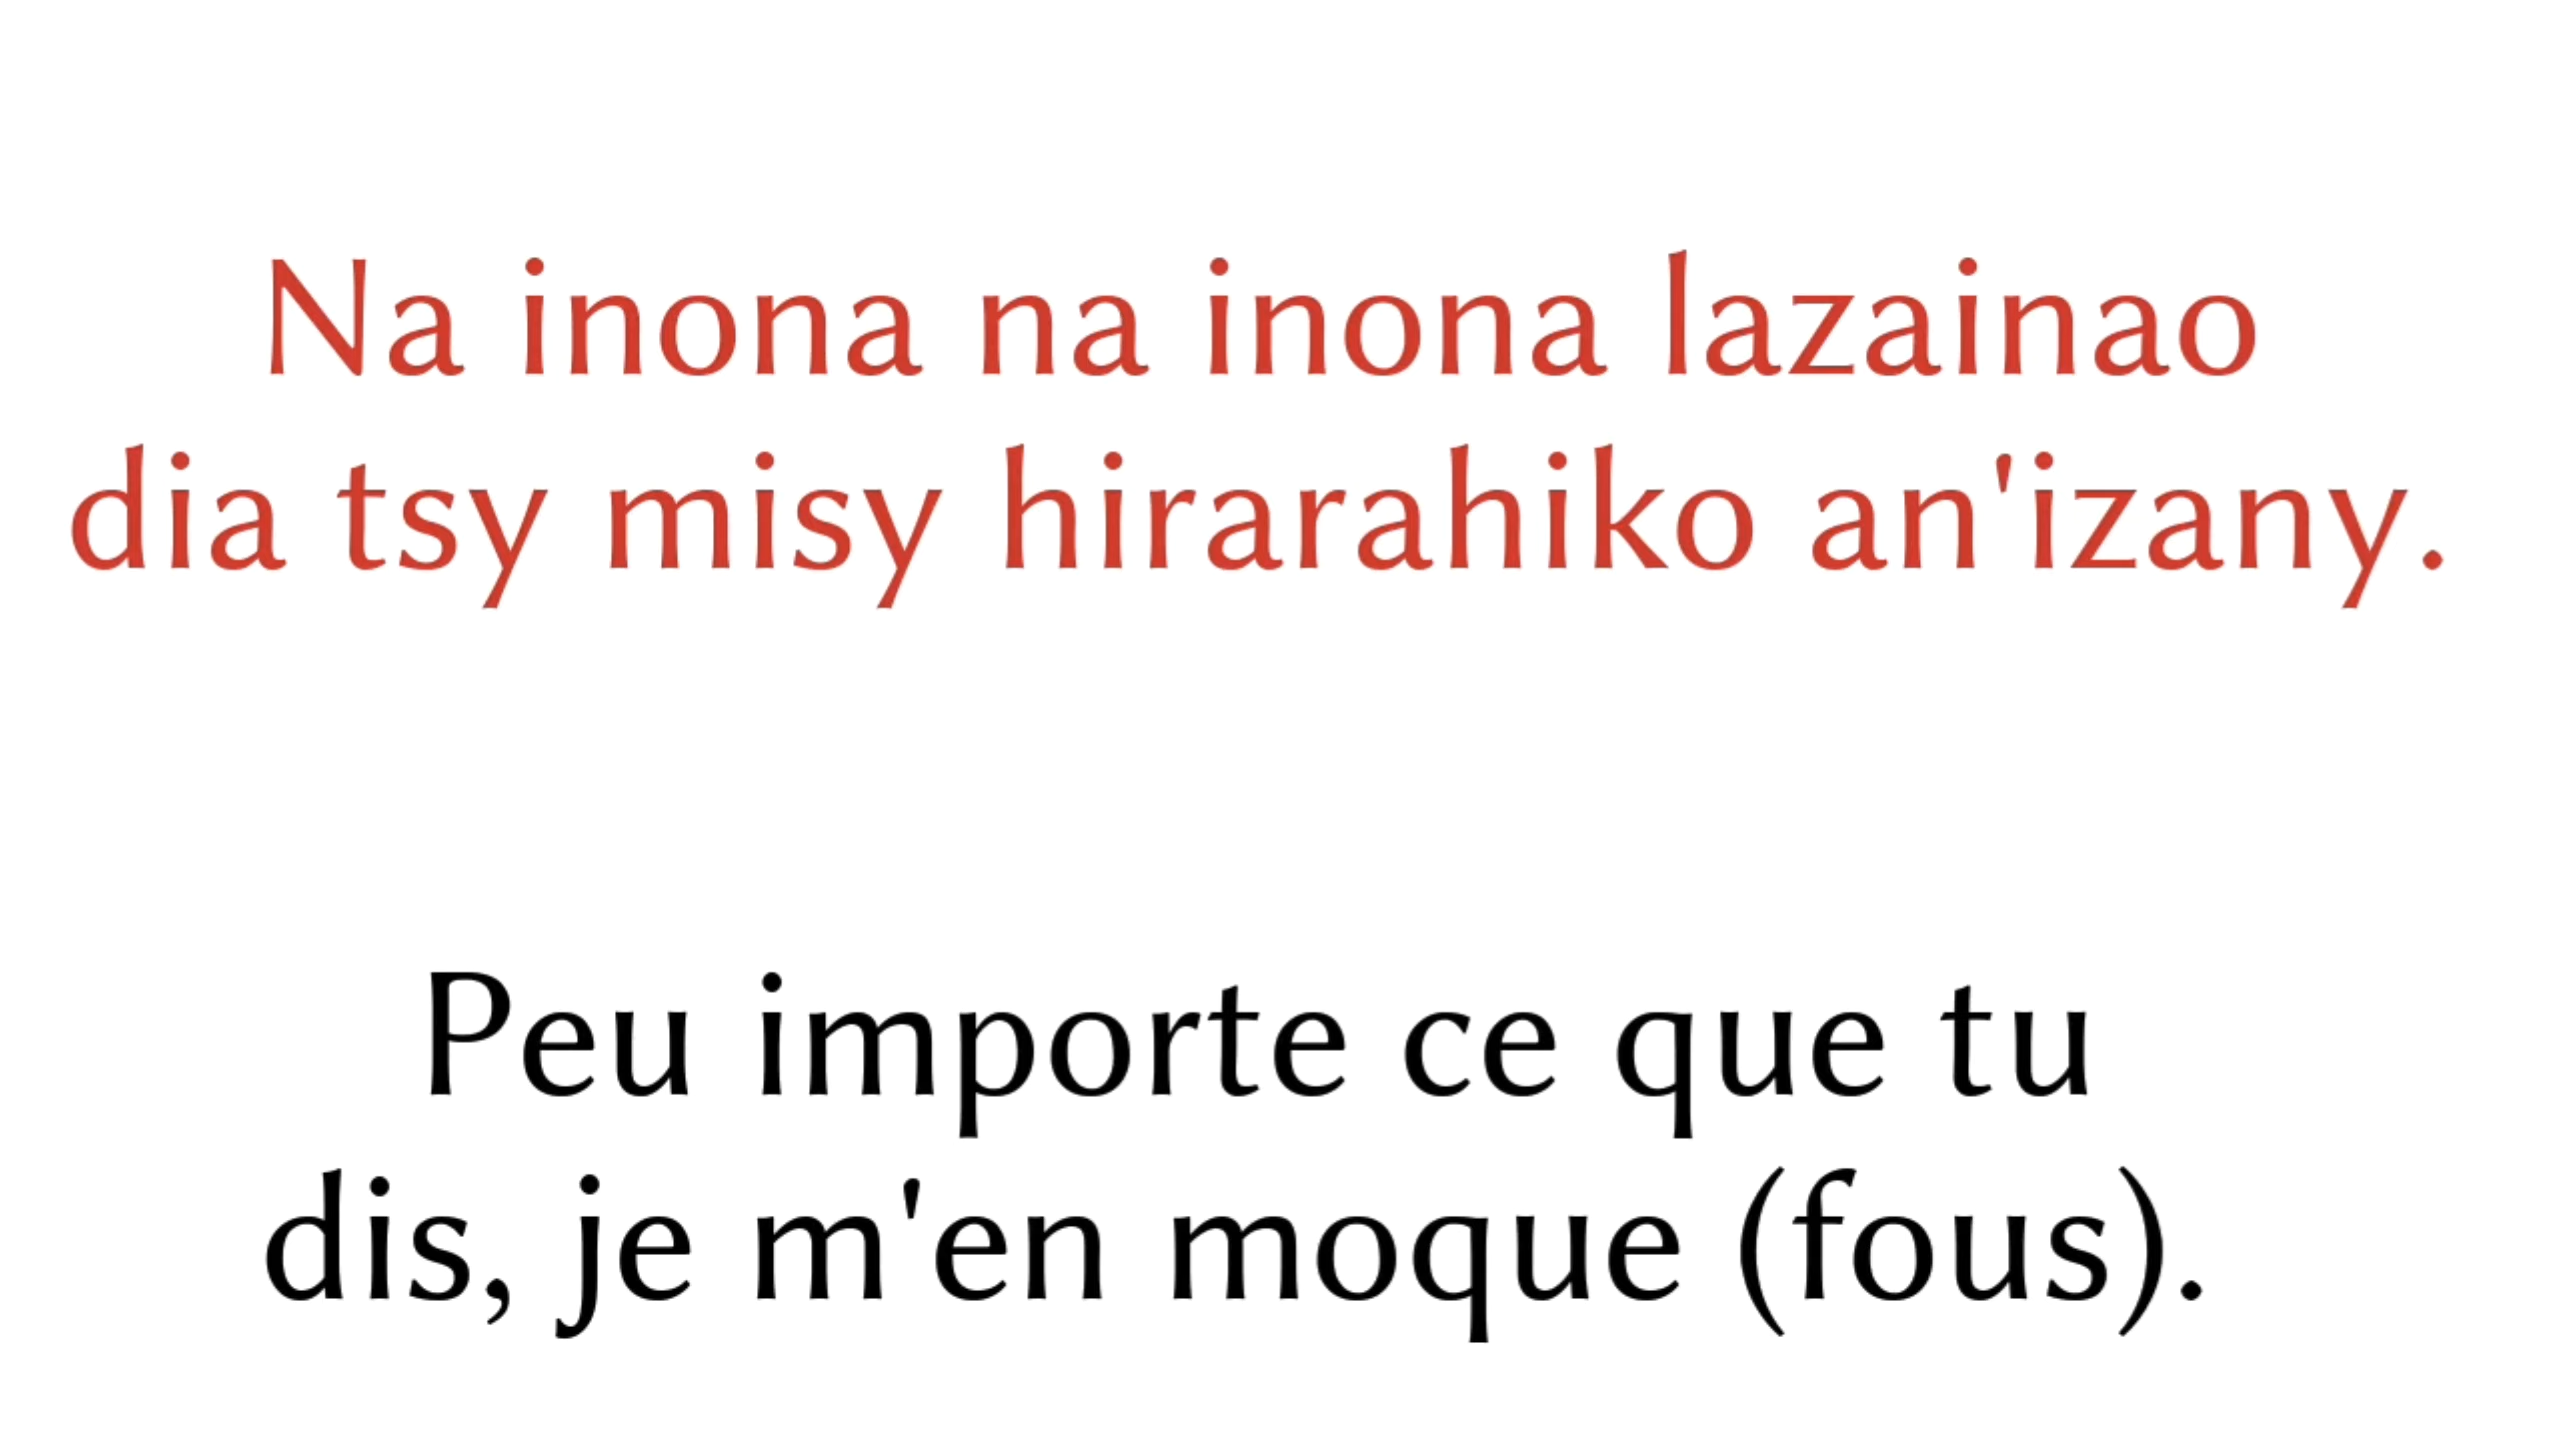 Na inona na inona lazainao
dia tsy misy hirarahiko an'izany.
Peu importe ce que tu
dis, je m'en moque (fous).